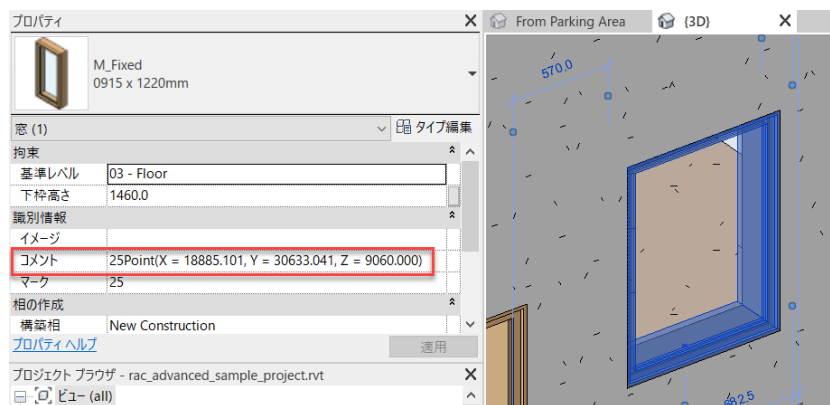 プロパティ
From Parking Area
{3D}
M_Fixed
0915 x 1220mm
窓 (1)
タイプ編集
拘束
基準レベル 03 - Floor
下枠高さ 1460.0
識別情報
イメージ
コメント 25Point(X = 18885.101, Y = 30633.041, Z = 9060.000)
マーク 25
相の作成
構築相 New Construction
プロパティ ヘルプ
適用
プロジェクト ブラウザ - rac_advanced_sample_project.rvt
ビュー (all)
570.0